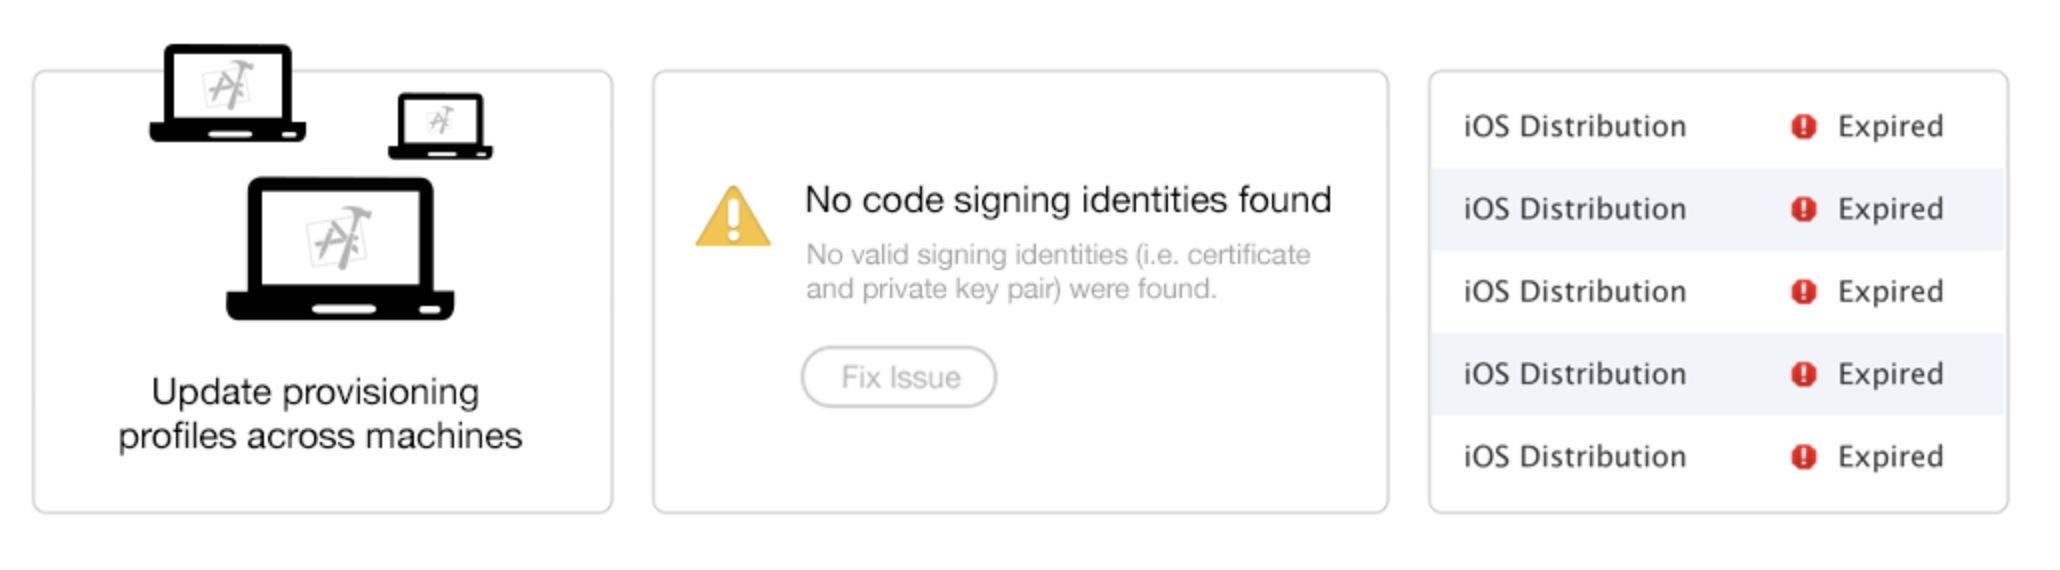 Update provisioning
profiles across machines
No code signing identities found
No valid signing identities (i.e. certificate
and private key pair) were found.
Fix Issue
iOS Distribution Expired
iOS Distribution Expired
iOS Distribution Expired
iOS Distribution Expired
iOS Distribution Expired